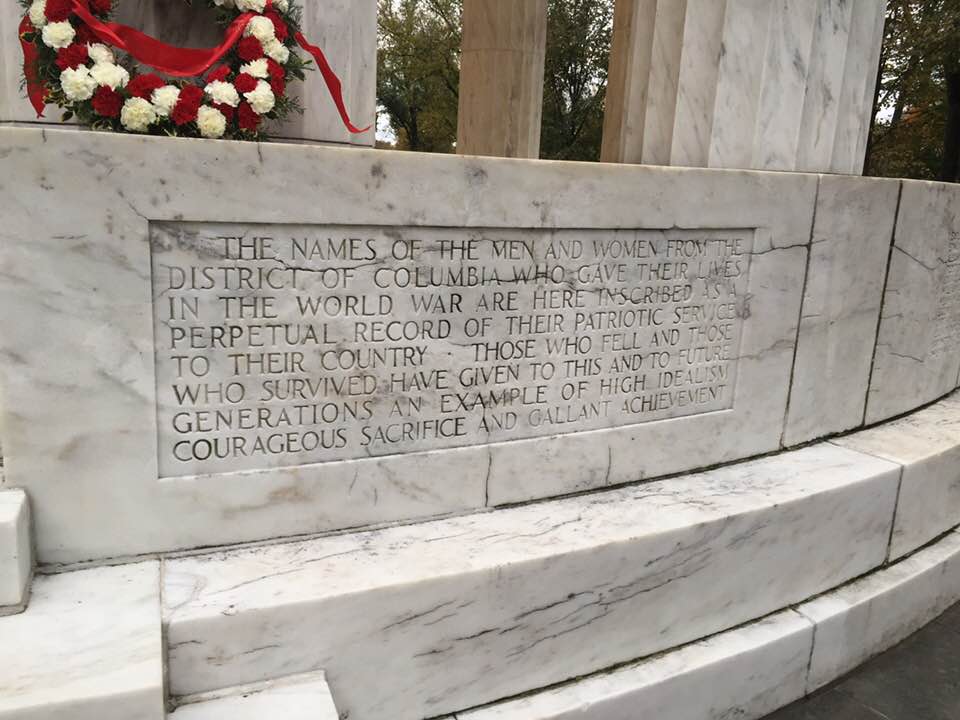 THE NAMES OF THE MEN AND WOMEN FROM THE
DISTRICT OF COLUMBIA WHO GAVE THEIR LIVES
IN THE WORLD WAR ARE HERE INSCRIBED AS A
PERPETUAL RECORD OF THEIR PATRIOTIC SERVICE
TO THEIR COUNTRY · THOSE WHO FELL AND THOSE
WHO SURVIVED HAVE GIVEN TO THIS AND TO FUTURE
GENERATIONS AN EXAMPLE OF HIGH IDEALISM
COURAGEOUS SACRIFICE AND GALLANT ACHIEVEMENT